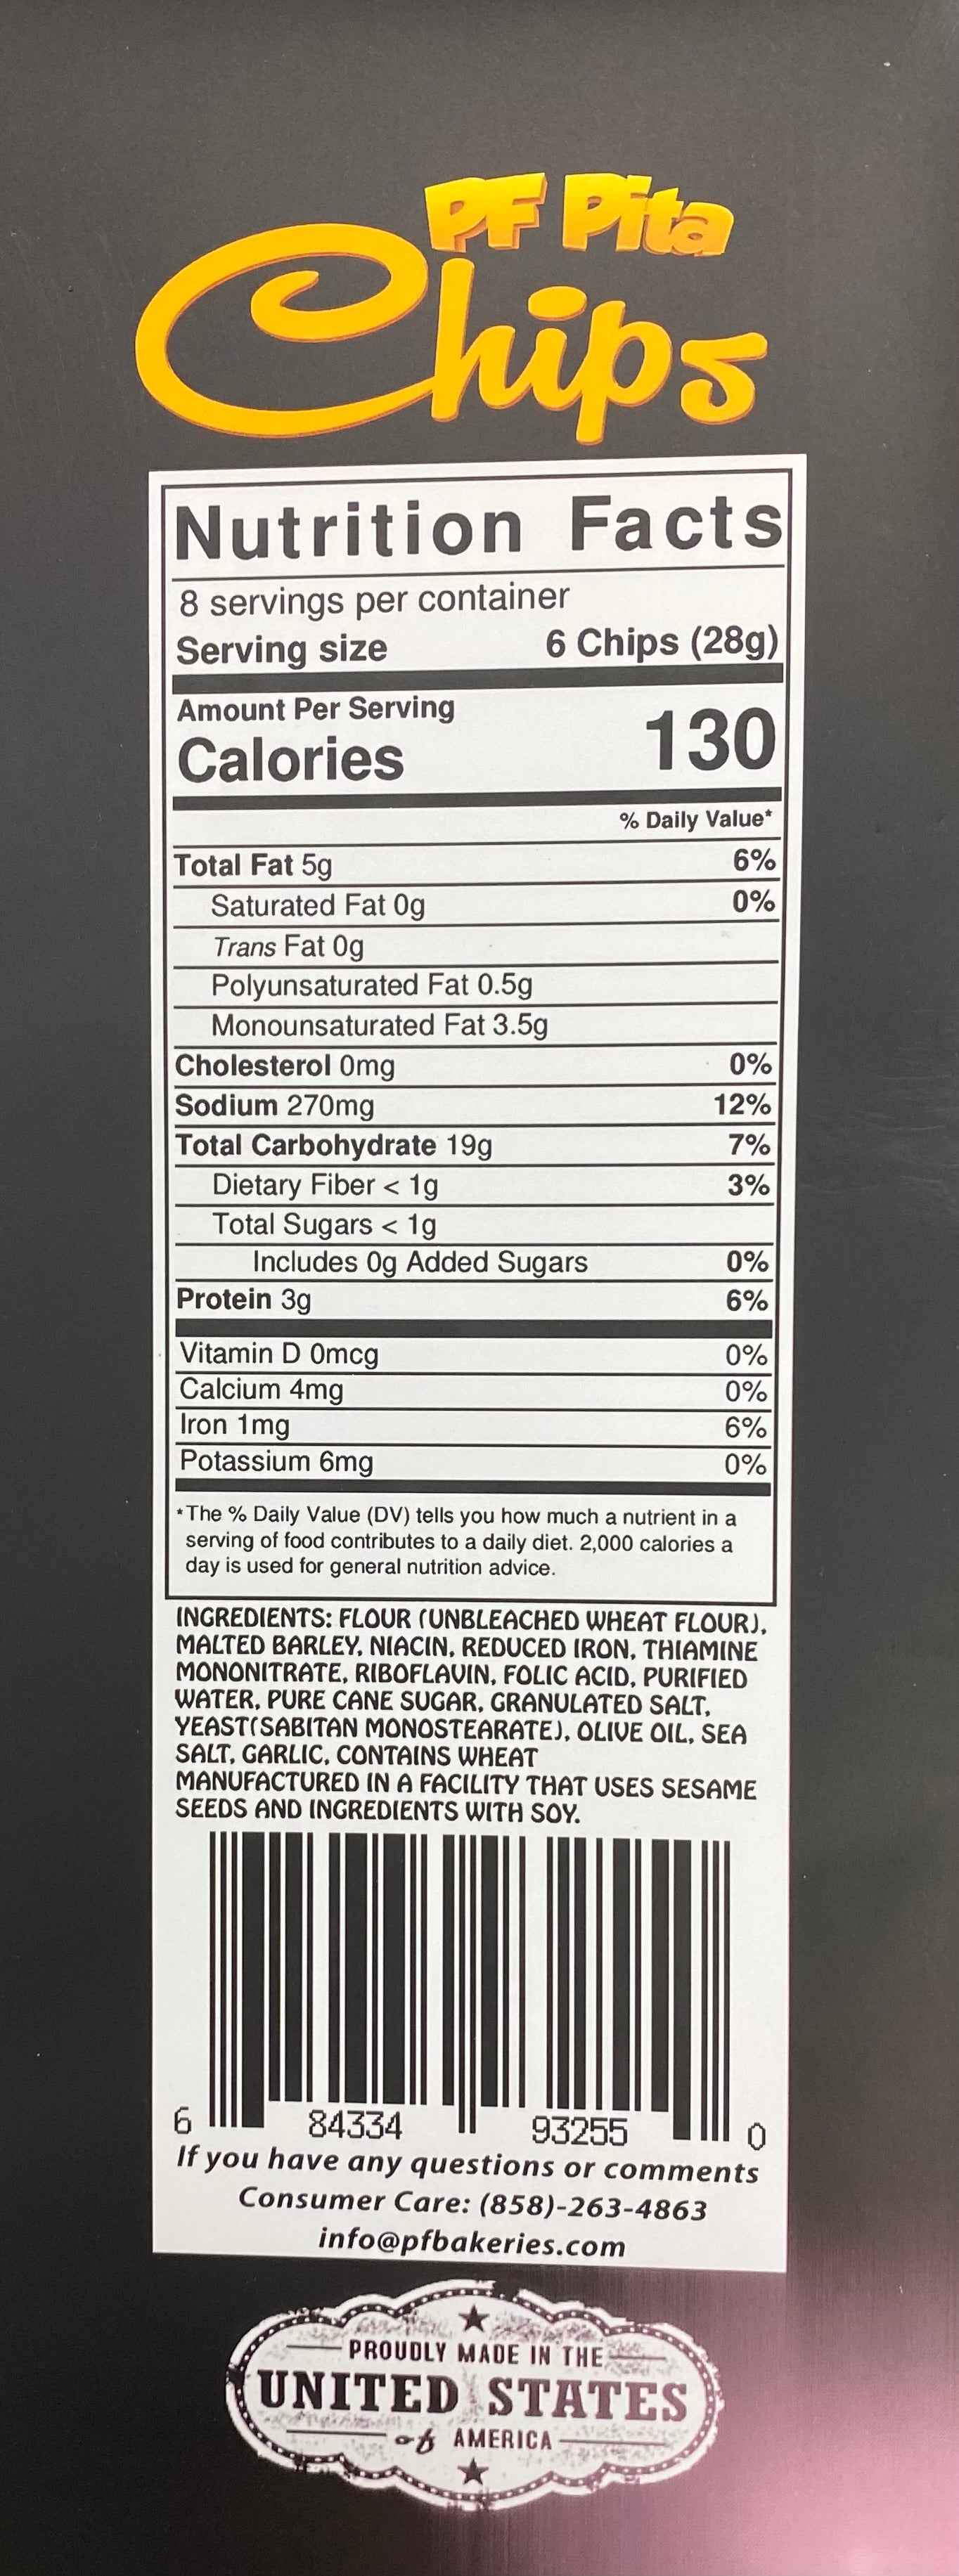 PF Pita
Chips
Nutrition Facts
8 servings per container
Serving size 6 Chips (28g)
Amount Per Serving
Calories 130
% Daily Value*
Total Fat 5g 6%
Saturated Fat 0g 0%
Trans Fat 0g
Polyunsaturated Fat 0.5g
Monounsaturated Fat 3.5g
Cholesterol 0mg 0%
Sodium 270mg 12%
Total Carbohydrate 19g 7%
Dietary Fiber < 1g 3%
Total Sugars < 1g
Includes 0g Added Sugars 0%
Protein 3g 6%
Vitamin D 0mcg 0%
Calcium 4mg 0%
Iron 1mg 6%
Potassium 6mg 0%
*The % Daily Value (DV) tells you how much a nutrient in a
serving of food contributes to a daily diet. 2,000 calories a
day is used for general nutrition advice.
INGREDIENTS: FLOUR (UNBLEACHED WHEAT FLOUR),
MALTED BARLEY, NIACIN, REDUCED IRON, THIAMINE
MONONITRATE, RIBOFLAVIN, FOLIC ACID, PURIFIED
WATER, PURE CANE SUGAR, GRANULATED SALT,
YEAST(SABITAN MONOSTEARATE), OLIVE OIL, SEA
SALT, GARLIC, CONTAINS WHEAT
MANUFACTURED IN A FACILITY THAT USES SESAME
SEEDS AND INGREDIENTS WITH SOY.
6 84334 93255 0
If you have any questions or comments
Consumer Care: (858)-263-4863
info@pfbakeries.com
PROUDLY MADE IN THE
UNITED STATES
of AMERICA